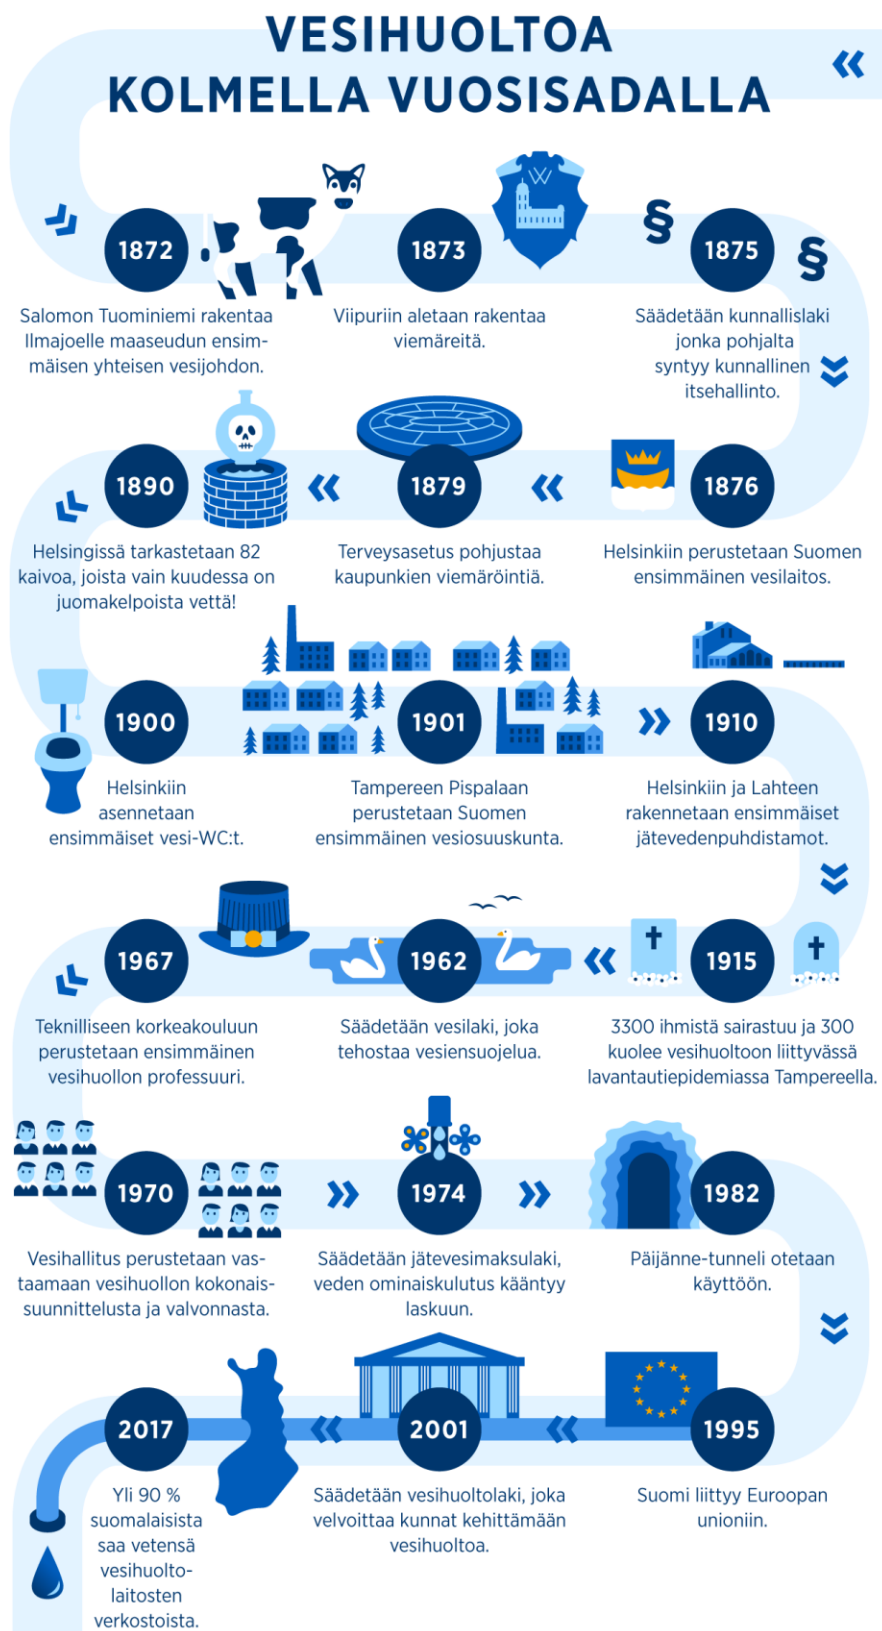 VESIHUOLTOA
KOLMELLA VUOSISADALLA
1872
Salomon Tuominiemi rakentaa
Ilmajoelle maaseudun ensim-
mäisen yhteisen vesijohdon.
1873
Viipuriin aletaan rakentaa
viemäreitä.
§
1875
§
Säädetään kunnallislaki
jonka pohjalta
syntyy kunnallinen
itsehallinto.
1876
Helsinkiin perustetaan Suomen
ensimmäinen vesilaitos.
1879
Terveysasetus pohjustaa
kaupunkien viemäröintiä.
1890
Helsingissä tarkastetaan 82
kaivoa, joista vain kuudessa on
juomakelpoista vettä!
1900
Helsinkiin
asennetaan
ensimmäiset vesi-WC:t.
1901
Tampereen Pispalaan
perustetaan Suomen
ensimmäinen vesiosuuskunta.
1910
Helsinkiin ja Lahteen
rakennetaan ensimmäiset
jätevedenpuhdistamot.
1915
3300 ihmistä sairastuu ja 300
kuolee vesihuoltoon liittyvässä
lavantautiepidemiassa Tampereella.
1962
Säädetään vesilaki, joka
tehostaa vesiensuojelua.
1967
Teknilliseen korkeakouluun
perustetaan ensimmäinen
vesihuollon professuuri.
1970
Vesihallitus perustetaan vas-
taamaan vesihuollon kokonais-
suunnittelusta ja valvonnasta.
1974
Säädetään jätevesimaksulaki,
veden ominaiskulutus kääntyy
laskuun.
1982
Päijänne-tunneli otetaan
käyttöön.
1995
Suomi liittyy Euroopan
unioniin.
2001
Säädetään vesihuoltolaki, joka
velvoittaa kunnat kehittämään
vesihuoltoa.
2017
Yli 90 %
suomalaisista
saa vetensä
vesihuolto-
laitosten
verkostoista.